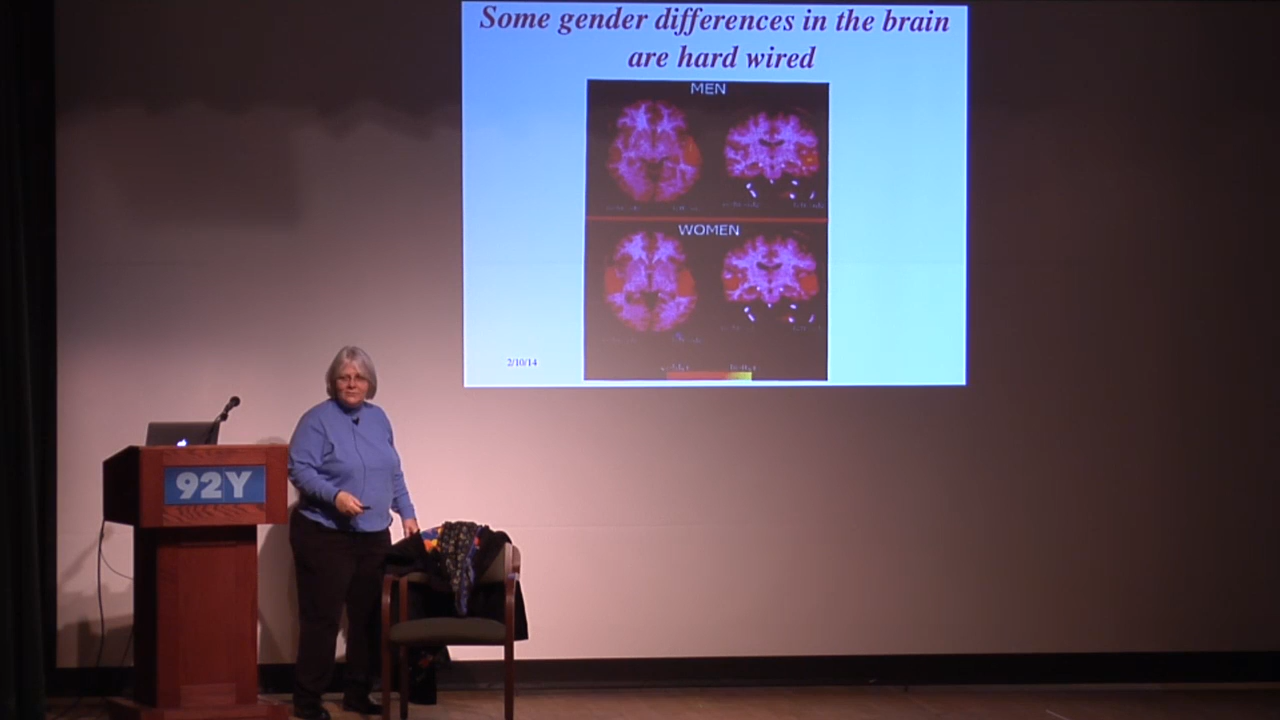 Some gender differences in the brain
are hard wired
MEN
WOMEN
2/10/14
92Y